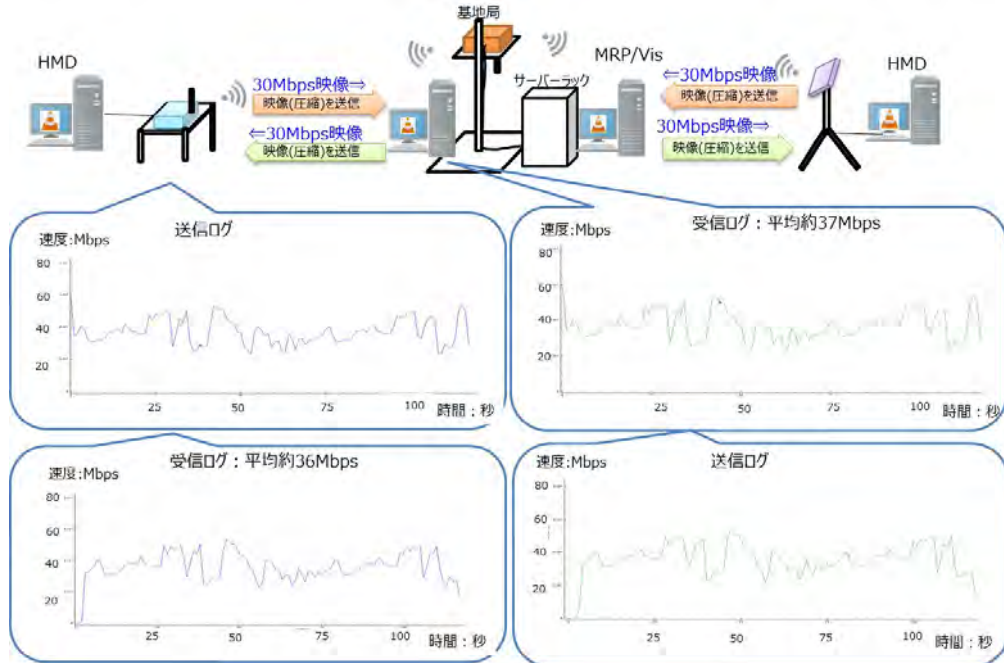 基地局
HMD
MRP/Vis
HMD
サーバーラック
30Mbps映像⇒
映像(圧縮)を送信
⇐30Mbps映像
映像(圧縮)を送信
⇐30Mbps映像
映像(圧縮)を送信
30Mbps映像⇒
映像(圧縮)を送信
送信ログ
速度:Mbps
80
60
40
20
25
50
75
100
時間：秒
受信ログ：平均約37Mbps
速度:Mbps
80
60
40
20
25
50
75
100
時間：秒
受信ログ：平均約36Mbps
速度:Mbps
80
60
40
20
25
50
75
100
時間：秒
送信ログ
速度:Mbps
80
60
40
20
25
50
75
100
時間：秒